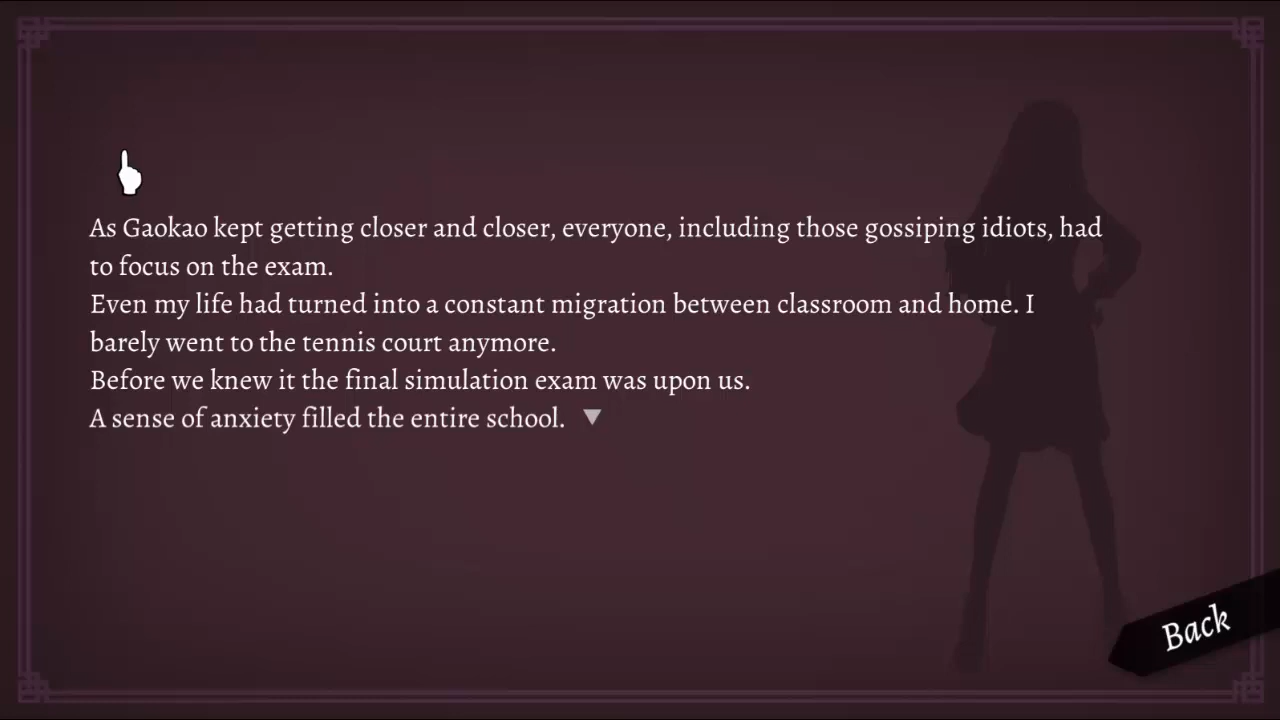 As Gaokao kept getting closer and closer, everyone, including those gossiping idiots, had
to focus on the exam.
Even my life had turned into a constant migration between classroom and home. I
barely went to the tennis court anymore.
Before we knew it the final simulation exam was upon us.
A sense of anxiety filled the entire school.
Back